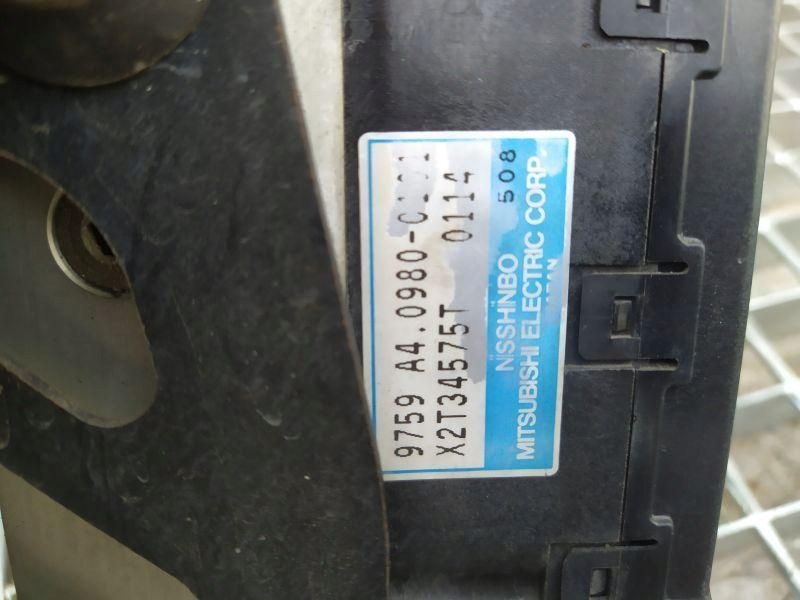 9759 A4.0980-
X2T34575T 0114
NISSHINBO 508
MITSUBISHI ELECTRIC CORP.